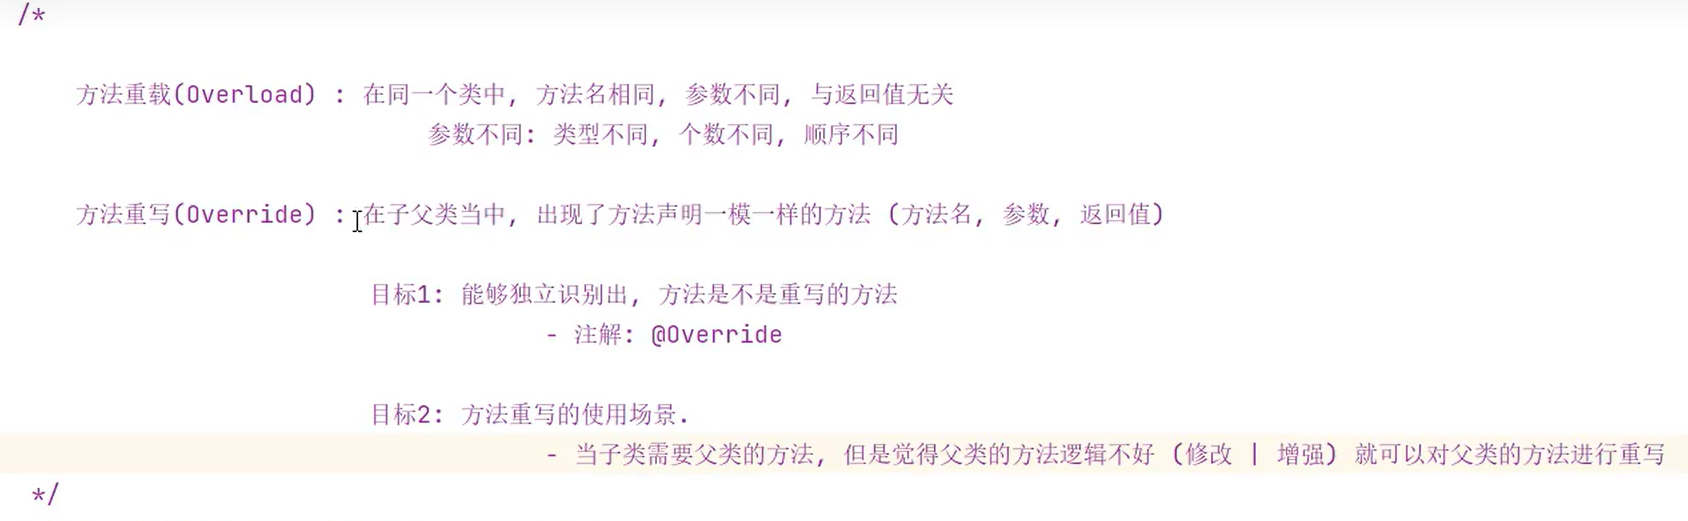 /*
方法重载(Overload) : 在同一个类中, 方法名相同, 参数不同, 与返回值无关
参数不同: 类型不同, 个数不同, 顺序不同
方法重写(Override) : 在子父类当中, 出现了方法声明一模一样的方法 (方法名, 参数, 返回值)
目标1: 能够独立识别出, 方法是不是重写的方法
- 注解: @Override
目标2: 方法重写的使用场景.
- 当子类需要父类的方法, 但是觉得父类的方法逻辑不好 (修改 | 增强) 就可以对父类的方法进行重写
*/